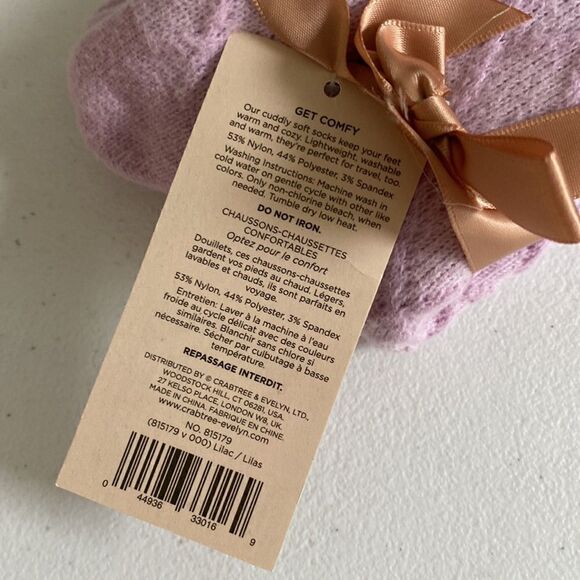 GET COMFY
Our cuddly soft socks keep your feet
warm and cozy. Lightweight, washable
and warm, they're perfect for travel, too.
53% Nylon, 44% Polyester, 3% Spandex
Washing Instructions: Machine wash in
cold water on gentle cycle with other like
colors. Only non-chlorine bleach, when
needed. Tumble dry low heat.
DO NOT IRON.
CHAUSSONS-CHAUSSETTES
CONFORTABLES
Optez pour le confort
Douillets, ces chaussons-chaussettes
gardent vos pieds au chaud. Légers,
lavables et chauds, ils sont parfaits en
voyage.
53% Nylon, 44% Polyester, 3% Spandex
Entretien: Laver à la machine à l'eau
froide au cycle délicat avec des couleurs
similaires. Blanchir sans chlore si
nécessaire. Sécher par culbutage à basse
température.
REPASSAGE INTERDIT.
DISTRIBUTED BY © CRABTREE & EVELYN, LTD.,
WOODSTOCK HILL, CT 06281, USA.
27 KELSO PLACE, LONDON W8, UK.
MADE IN CHINA. FABRIQUE EN CHINE.
www.crabtree-evelyn.com
NO. 815179
(815179 v 000) Lilac / Lilas
0 44936 33016 9